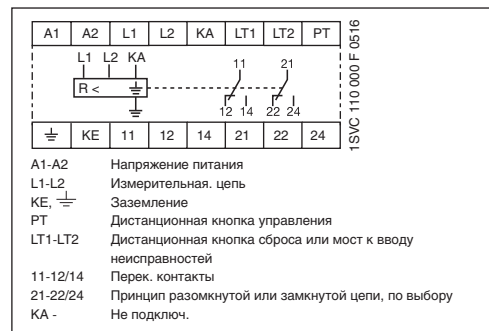 A1 A2 L1 L2 KA LT1 LT2 PT
1SVC 110 000 F 0516
L1 L2 KA
11 21
R <
12 14 22 24
KE 11 12 14 21 22 24
A1-A2 Напряжение питания
L1-L2 Измерительная. цепь
KE, ⏚ Заземление
PT Дистанционная кнопка управления
LT1-LT2 Дистанционная кнопка сброса или мост к вводу
неисправностей
11-12/14 Перек. контакты
21-22/24 Принцип разомкнутой или замкнутой цепи, по выбору
KA - Не подключ.